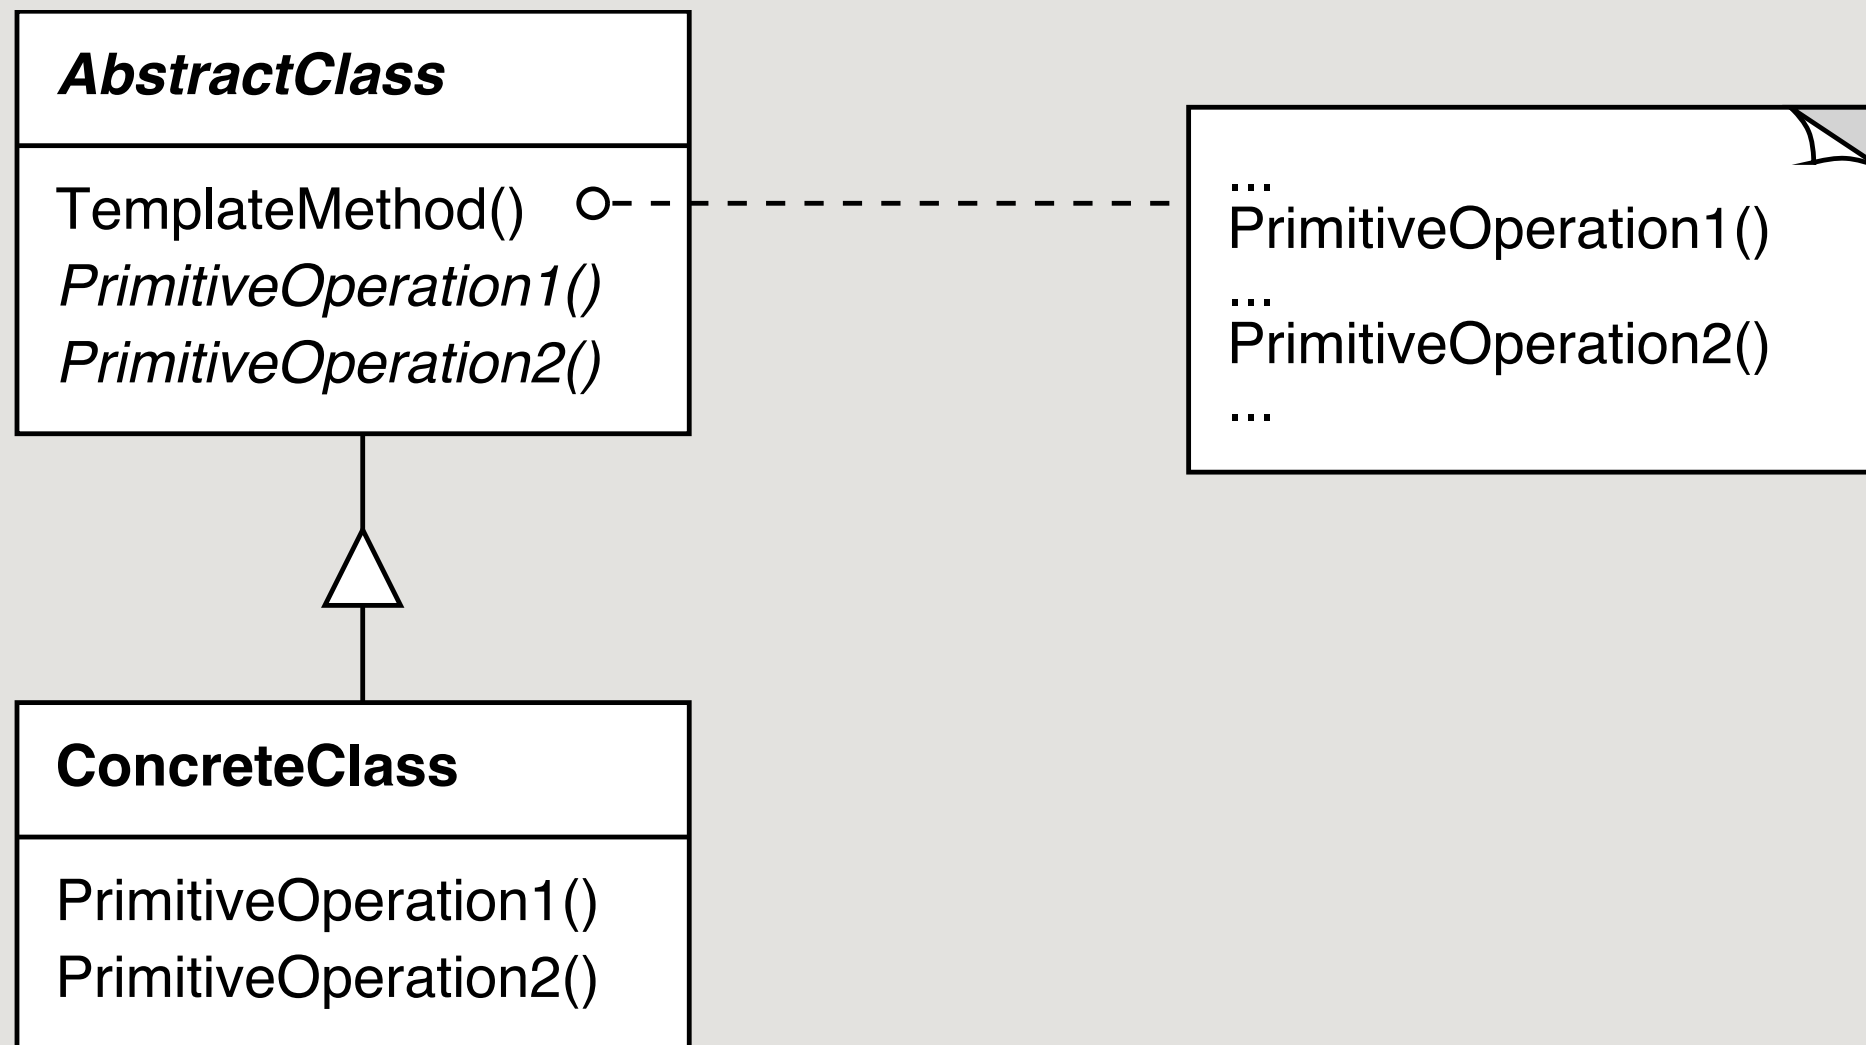 AbstractClass
TemplateMethod()
PrimitiveOperation1()
PrimitiveOperation2()
...
PrimitiveOperation1()
...
PrimitiveOperation2()
...
ConcreteClass
PrimitiveOperation1()
PrimitiveOperation2()